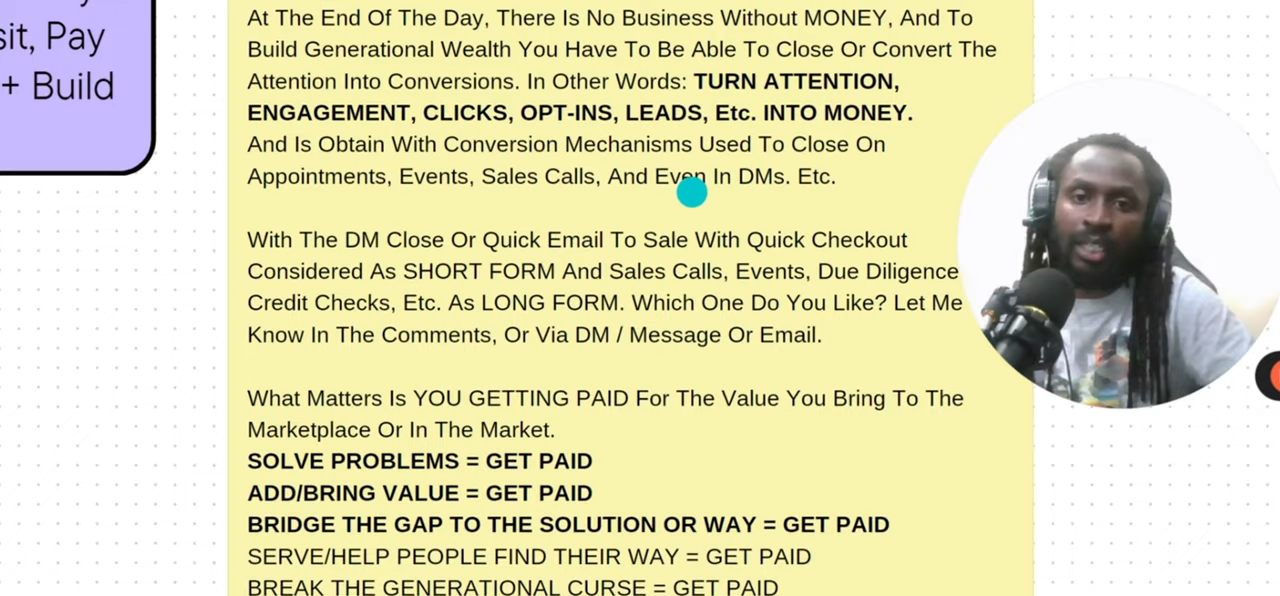 sit, Pay
+ Build
At The End Of The Day, There Is No Business Without MONEY, And To
Build Generational Wealth You Have To Be Able To Close Or Convert The
Attention Into Conversions. In Other Words: TURN ATTENTION,
ENGAGEMENT, CLICKS, OPT-INS, LEADS, Etc. INTO MONEY.
And Is Obtain With Conversion Mechanisms Used To Close On
Appointments, Events, Sales Calls, And Even In DMs. Etc.
With The DM Close Or Quick Email To Sale With Quick Checkout
Considered As SHORT FORM And Sales Calls, Events, Due Diligence
Credit Checks, Etc. As LONG FORM. Which One Do You Like? Let Me
Know In The Comments, Or Via DM / Message Or Email.
What Matters Is YOU GETTING PAID For The Value You Bring To The
Marketplace Or In The Market.
SOLVE PROBLEMS = GET PAID
ADD/BRING VALUE = GET PAID
BRIDGE THE GAP TO THE SOLUTION OR WAY = GET PAID
SERVE/HELP PEOPLE FIND THEIR WAY = GET PAID
BREAK THE GENERATIONAL CURSE = GET PAID